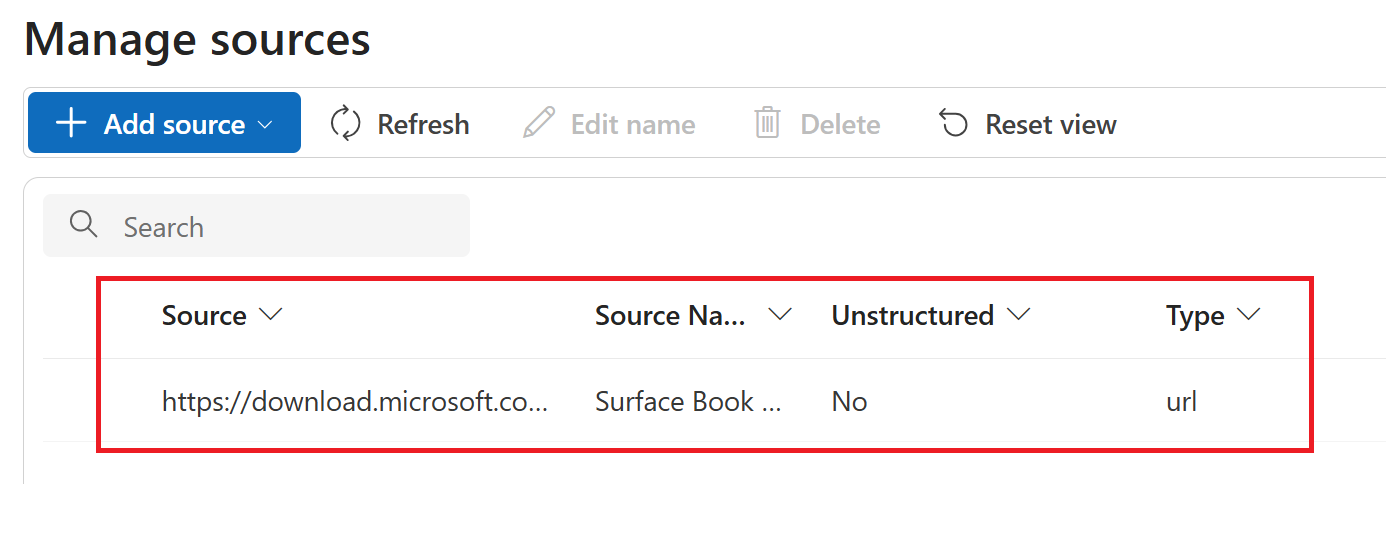 Manage sources
Add source Refresh Edit name Delete Reset view
Search
Source Source Na... Unstructured Type
https://download.microsoft.co... Surface Book ... No url